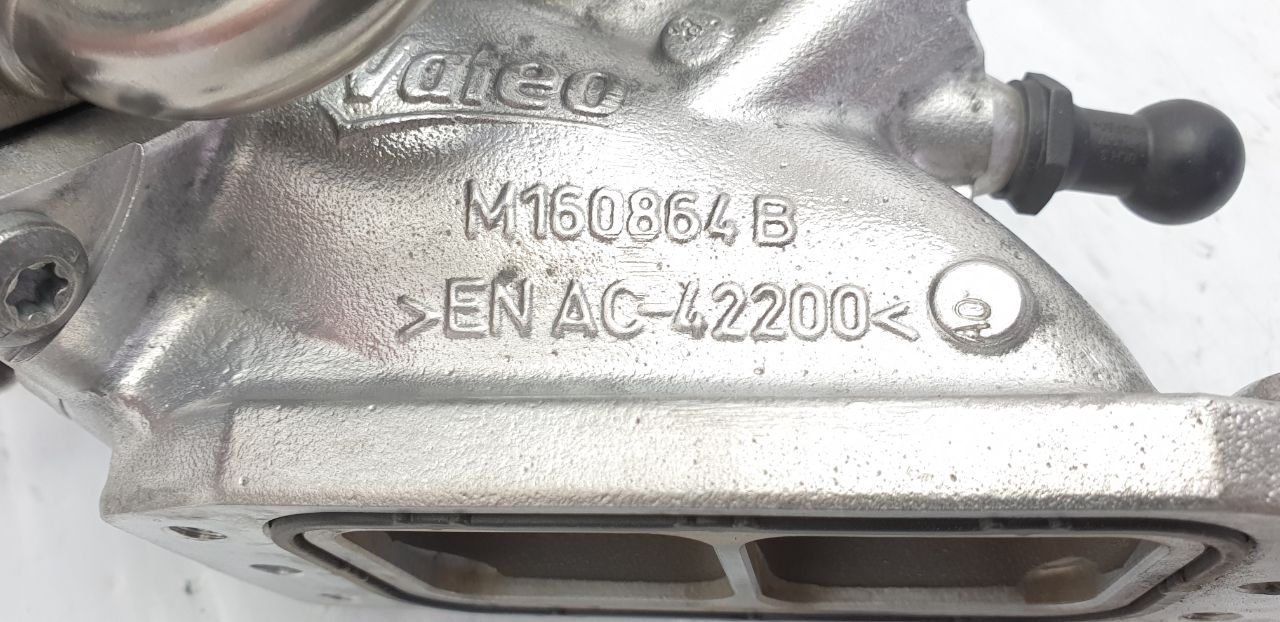 Valeo
M160864 B
>EN AC-42200<